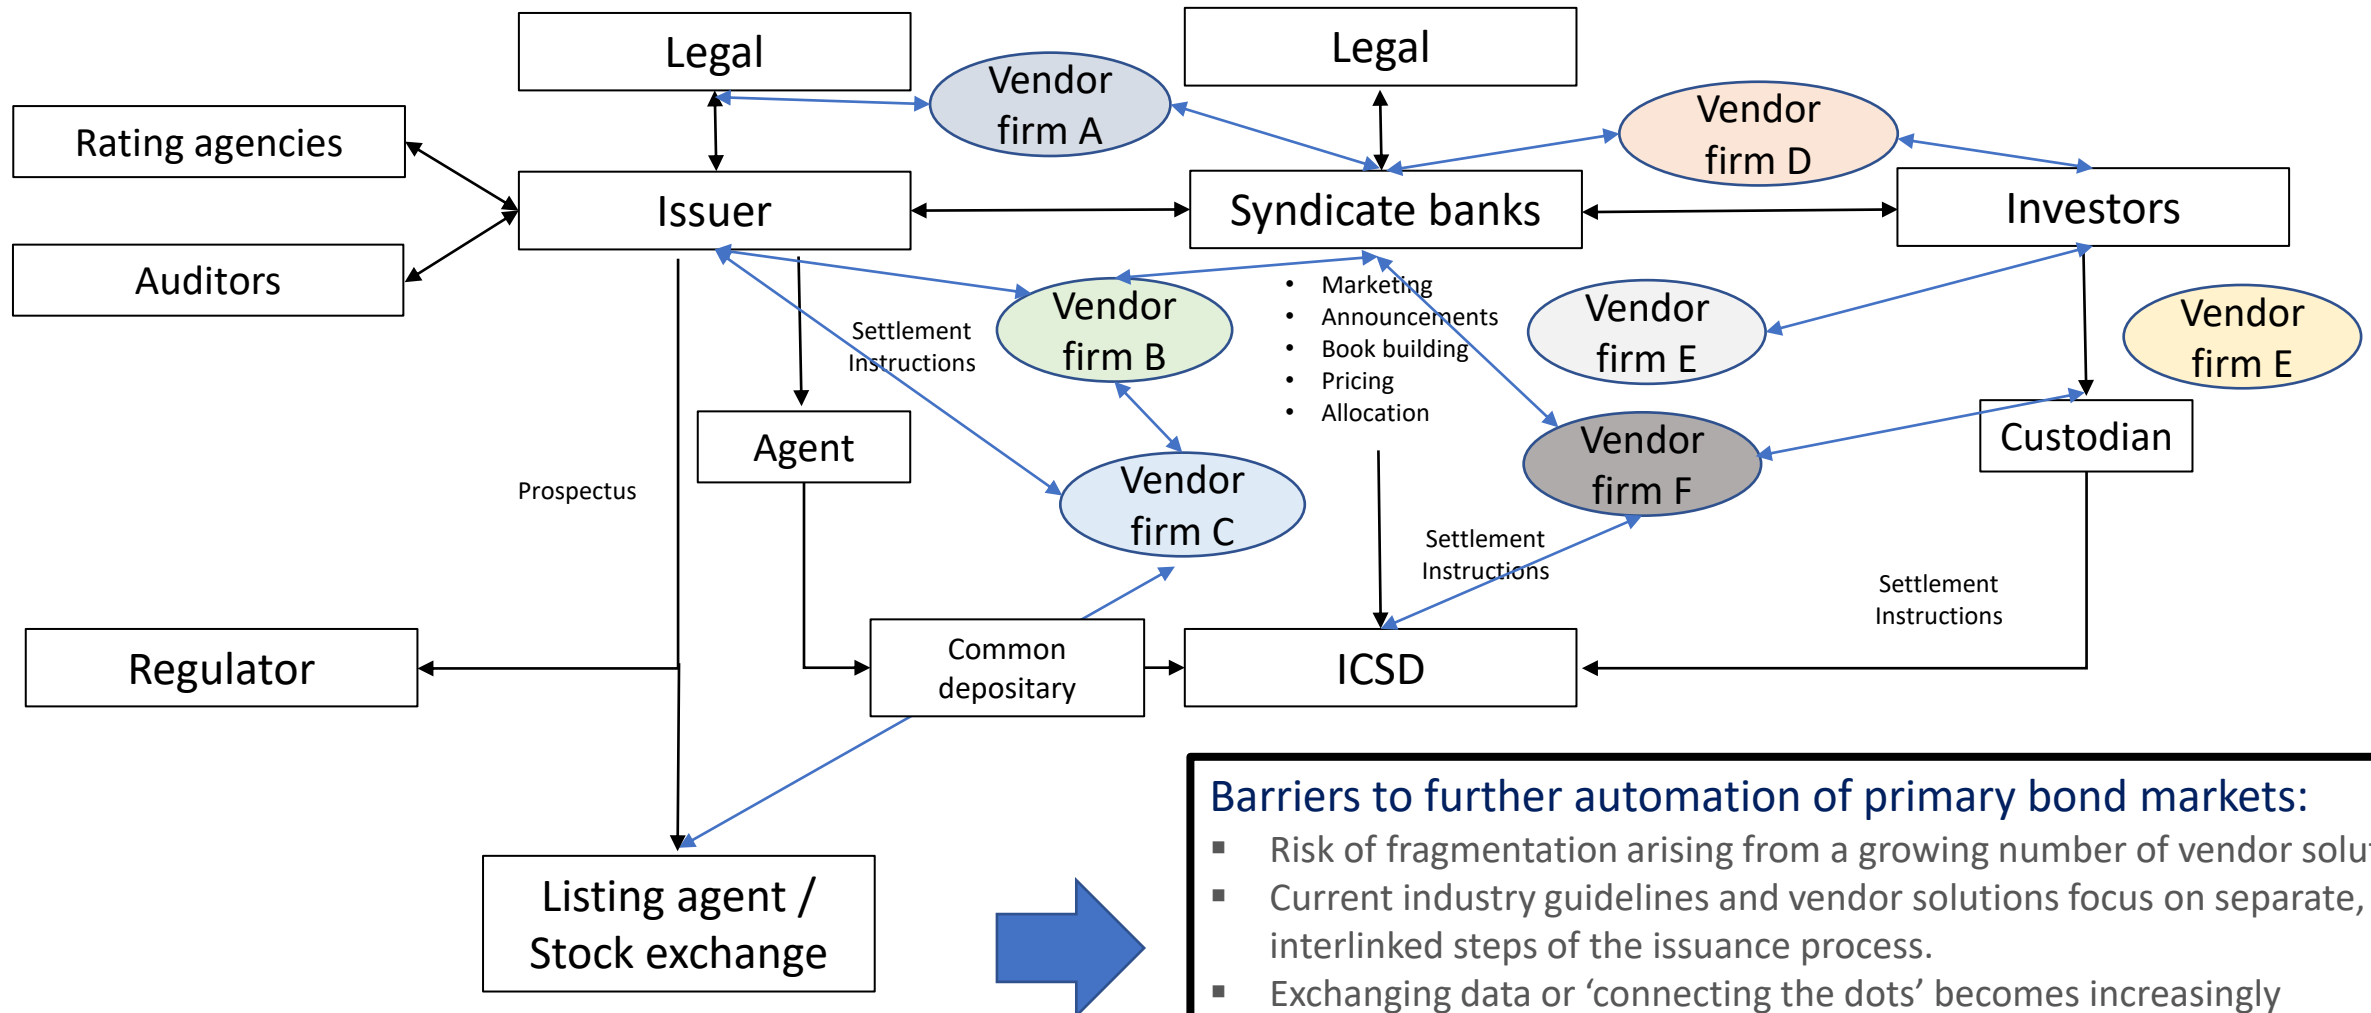 Legal
Legal
Vendor
firm A
Vendor
firm D
Rating agencies
Issuer
Syndicate banks
Investors
Auditors
Settlement
Instructions
Vendor
firm B
• Marketing
• Announcements
• Book building
• Pricing
• Allocation
Vendor
firm E
Vendor
firm E
Agent
Custodian
Prospectus
Vendor
firm C
Vendor
firm F
Settlement
Instructions
Settlement
Instructions
Regulator
Common
depositary
ICSD
Listing agent /
Stock exchange
Barriers to further automation of primary bond markets:
▪ Risk of fragmentation arising from a growing number of vendor
▪ Current industry guidelines and vendor solutions focus on separate,
interlinked steps of the issuance process.
▪ Exchanging data or ‘connecting the dots’ becomes increasingly